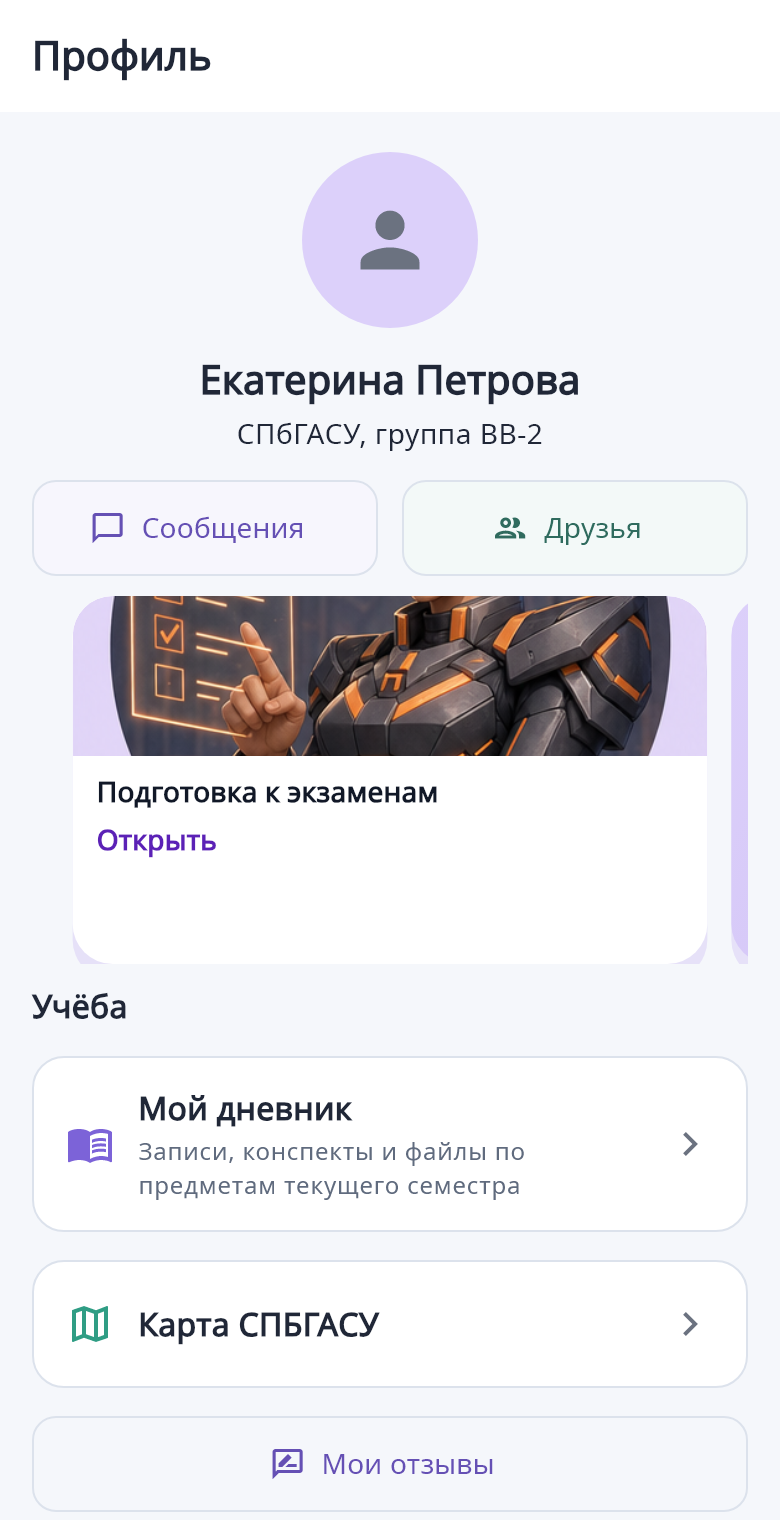 Профиль
Екатерина Петрова
СПбГАСУ, группа ВВ-2
Сообщения
Друзья
Подготовка к экзаменам
Открыть
Учёба
Мой дневник
Записи, конспекты и файлы по
предметам текущего семестра
Карта СПБГАСУ
Мои отзывы